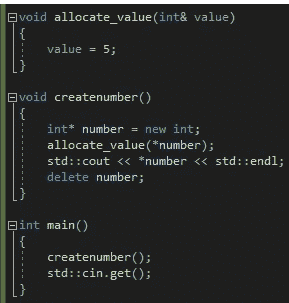 void allocate_value(int& value)
{
    value = 5;
}
void createnumber()
{
    int* number = new int;
    allocate_value(*number);
    std::cout << *number << std::endl;
    delete number;
}
int main()
{
    createnumber();
    std::cin.get();
}